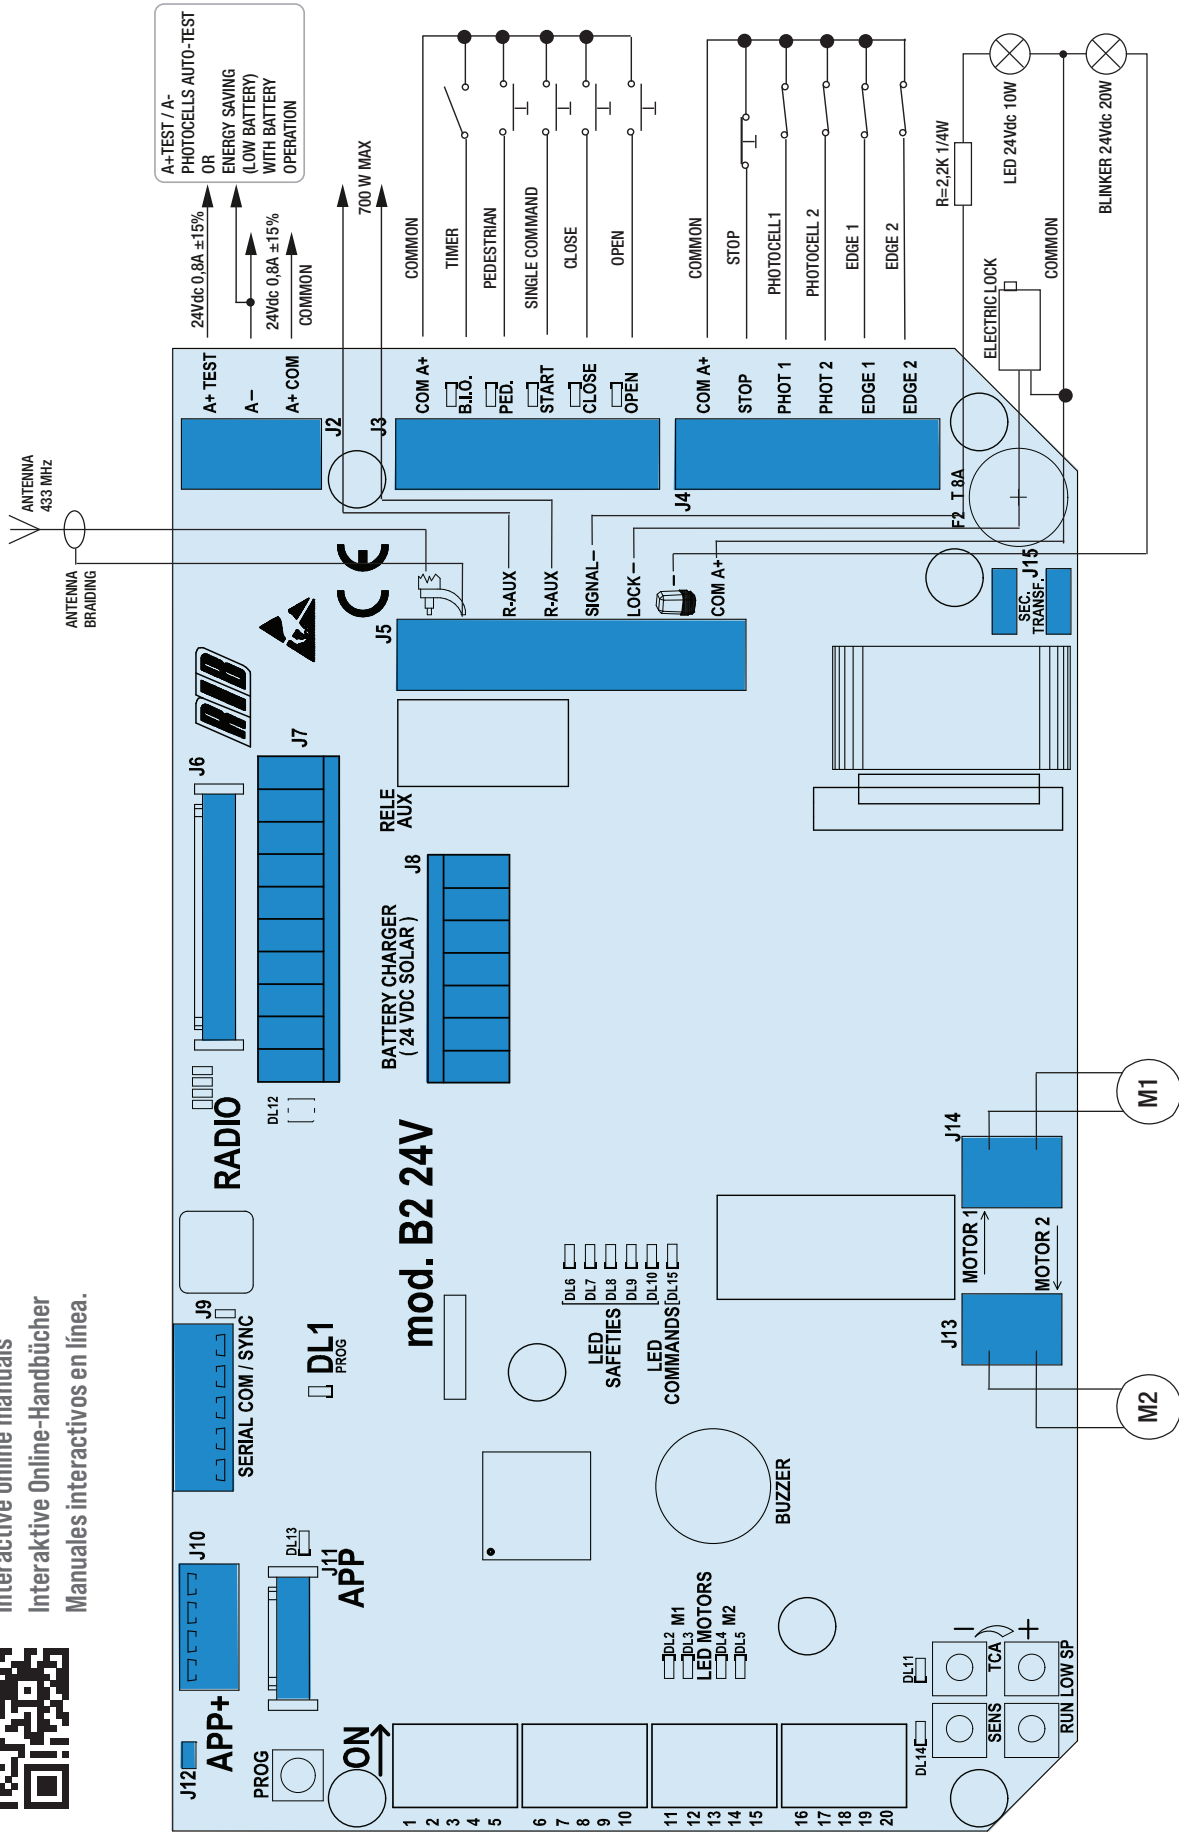 Interactive online manuals
Interaktive Online-Handbücher
Manuales interactivos en línea.
ANTENNA
433 MHz
ANTENNA
BRAIDING
A+TEST / A-
PHOTOCELLS AUTO-TEST
OR
ENERGY SAVING
(LOW BATTERY)
WITH BATTERY
OPERATION
24Vdc 0,8A ±15%
24Vdc 0,8A ±15%
COMMON
700 W MAX
COMMON
TIMER
PEDESTRIAN
SINGLE COMMAND
CLOSE
OPEN
COMMON
STOP
PHOTOCELL1
PHOTOCELL 2
EDGE 1
EDGE 2
R=2,2K 1/4W
LED 24Vdc 10W
ELECTRIC LOCK
COMMON
BLINKER 24Vdc 20W
A+ TEST
A−
A+ COM
J2
J3
COM A+
B.I.O.
PED.
START
CLOSE
OPEN
J4
COM A+
STOP
PHOT 1
PHOT 2
EDGE 1
EDGE 2
F2 T 8A
CE
RIB
J5
R-AUX
R-AUX
SIGNAL−
LOCK−
−
COM A+
J15
SEC.
TRANSF.
J6
J7
RELE
AUX
J8
BATTERY CHARGER
( 24 VDC SOLAR )
RADIO
DL12
mod. B2 24V
J9
SERIAL COM / SYNC
DL1
PROG
DL6
DL7
DL8
DL9
DL10
DL15
LED
SAFETIES
LED
COMMANDS
J14
MOTOR 1
MOTOR 2
J13
M1
M2
J10
APP+
J12
DL13
J11
APP
PROG
ON
BUZZER
DL2
DL3
M1
LED MOTORS
DL4
DL5
M2
DL11
DL14
SENS
TCA
−
+
RUN
LOW SP
1
2
3
4
5
6
7
8
9
10
11
12
13
14
15
16
17
18
19
20